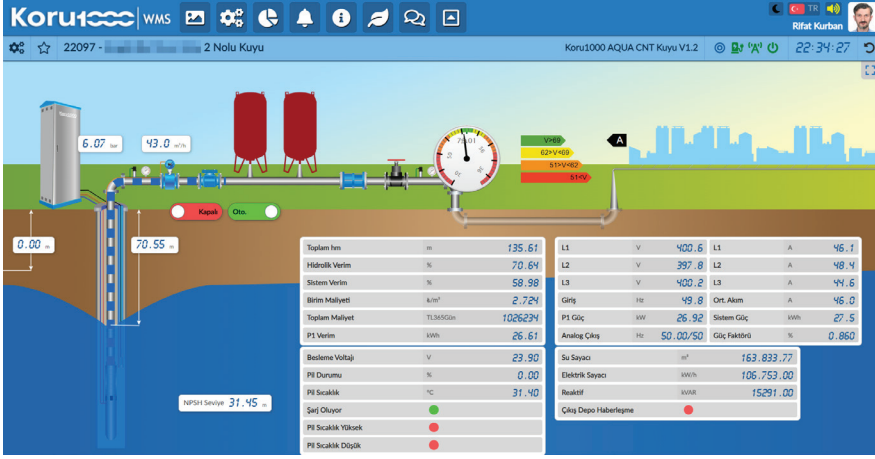 Koru1000 WMS
TR
Rifat Kurban
22097 -
2 Nolu Kuyu
Koru1000 AQUA CNT Kuyu V1.2
22:34:27
6.07 bar
43.0 m³/h
V>69
62>V<69
51>V<62
51<V
A
Kapalı
Oto.
0.00 m
70.55 m
NPSH Seviye 31.45 m
Toplam hm m 135.61
Hidrolik Verim % 70.64
Sistem Verim % 58.98
Birim Maliyeti ₺/m³ 2.724
Toplam Maliyet TL365Gün 1026234
P1 Verim kWh 26.61
Besleme Voltajı V 23.90
Pil Durumu % 0.00
Pil Sıcaklık °C 31.40
Şarj Oluyor
Pil Sıcaklık Yüksek
Pil Sıcaklık Düşük
L1 V 400.6 L1 A 46.1
L2 V 397.8 L2 A 48.4
L3 V 400.2 L3 A 44.6
Giriş Hz 49.8 Ort. Akım A 46.0
P1 Güç kW 26.92 Sistem Güç kWh 27.5
Analog Çıkış Hz 50.00/50 Güç Faktörü % 0.860
Su Sayacı m³ 163.833.77
Elektrik Sayacı kW/h 106.753.00
Reaktif kVAR 15291.00
Çıkış Depo Haberleşme